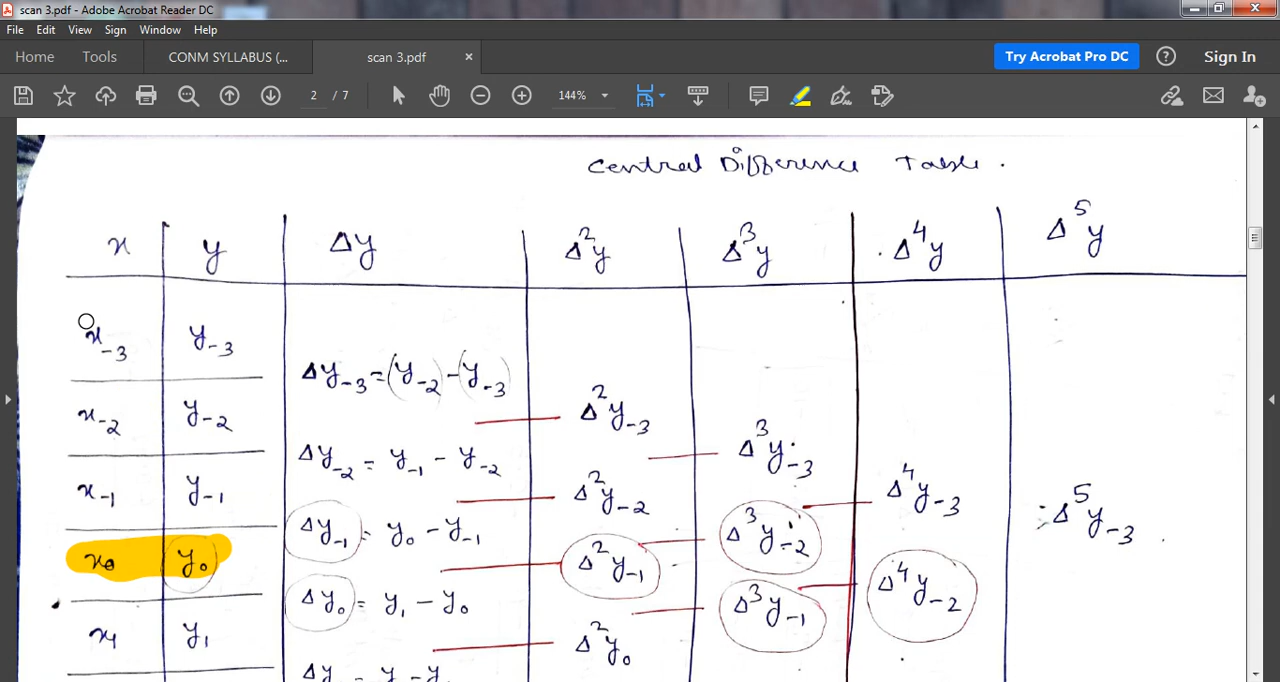 scan 3.pdf - Adobe Acrobat Reader DC
File Edit View Sign Window Help
Home Tools CONM SYLLABUS (... scan 3.pdf × Try Acrobat Pro DC Sign In
2 / 7 144%
Central Difference Table.
x y Δy Δ²y Δ³y Δ⁴y Δ⁵y
x₋₃ y₋₃
Δy₋₃ = (y₋₂) - (y₋₃)
x₋₂ y₋₂ Δ²y₋₃
Δy₋₂ = y₋₁ - y₋₂ Δ³y₋₃
x₋₁ y₋₁ Δ²y₋₂ Δ⁴y₋₃
Δy₋₁ = y₀ - y₋₁ Δ³y₋₂ Δ⁵y₋₃
x₀ y₀ Δ²y₋₁ Δ⁴y₋₂
Δy₀ = y₁ - y₀ Δ³y₋₁
x₁ y₁ Δ²y₀